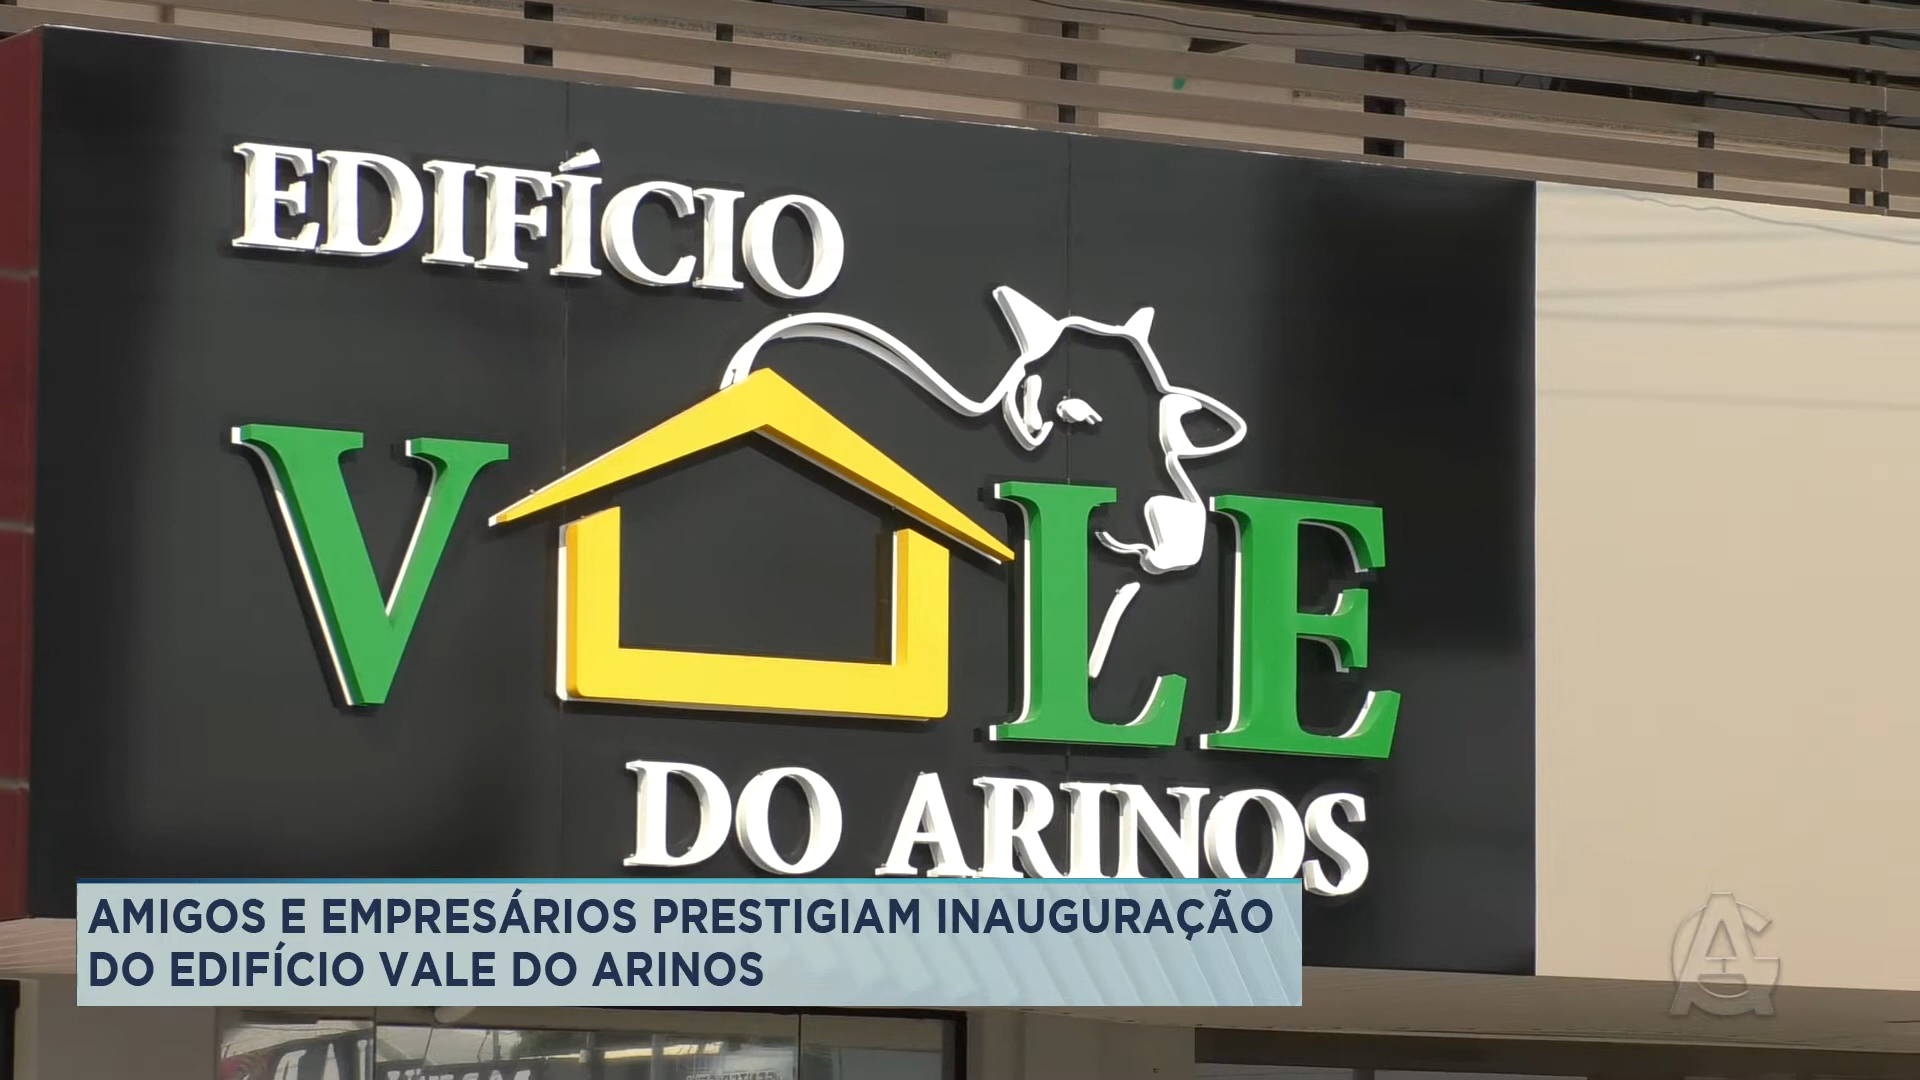 EDIFÍCIO
VALE
DO ARINOS
AMIGOS E EMPRESÁRIOS PRESTIGIAM INAUGURAÇÃO
DO EDIFÍCIO VALE DO ARINOS